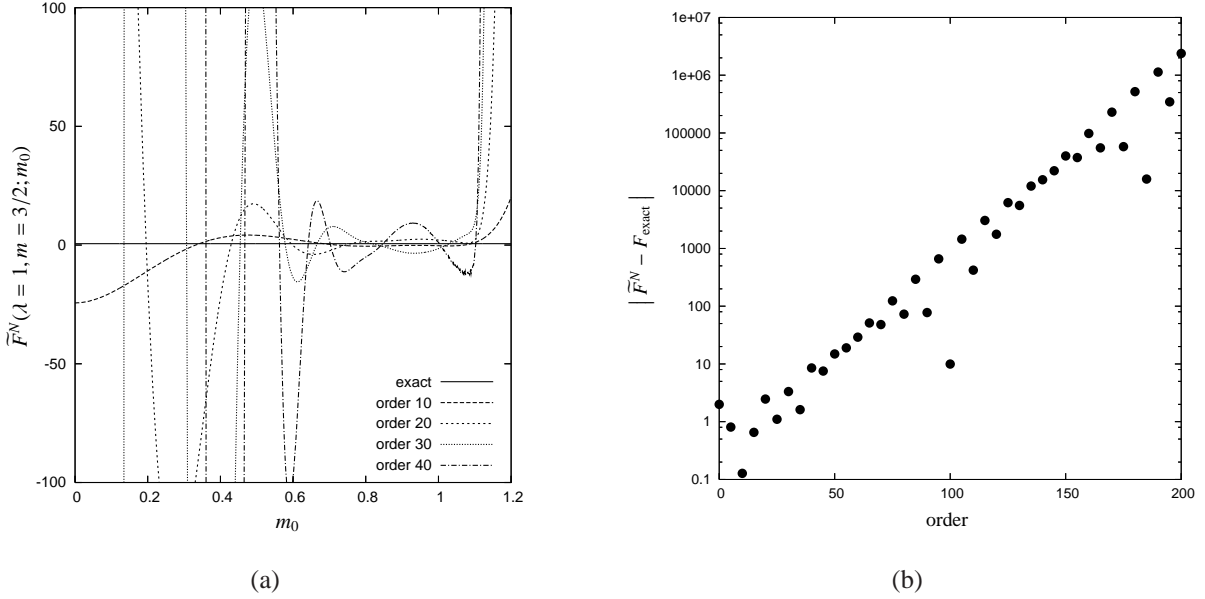 100
50
0
-50
-100
0
0.2
0.4
0.6
0.8
1
1.2
F̃ᴺ(λ = 1, m = 3/2; m₀)
m₀
exact
order 10
order 20
order 30
order 40
(a)
1e+07
1e+06
100000
10000
1000
100
10
1
0.1
0
50
100
150
200
| F̃ᴺ − F_exact |
order
(b)